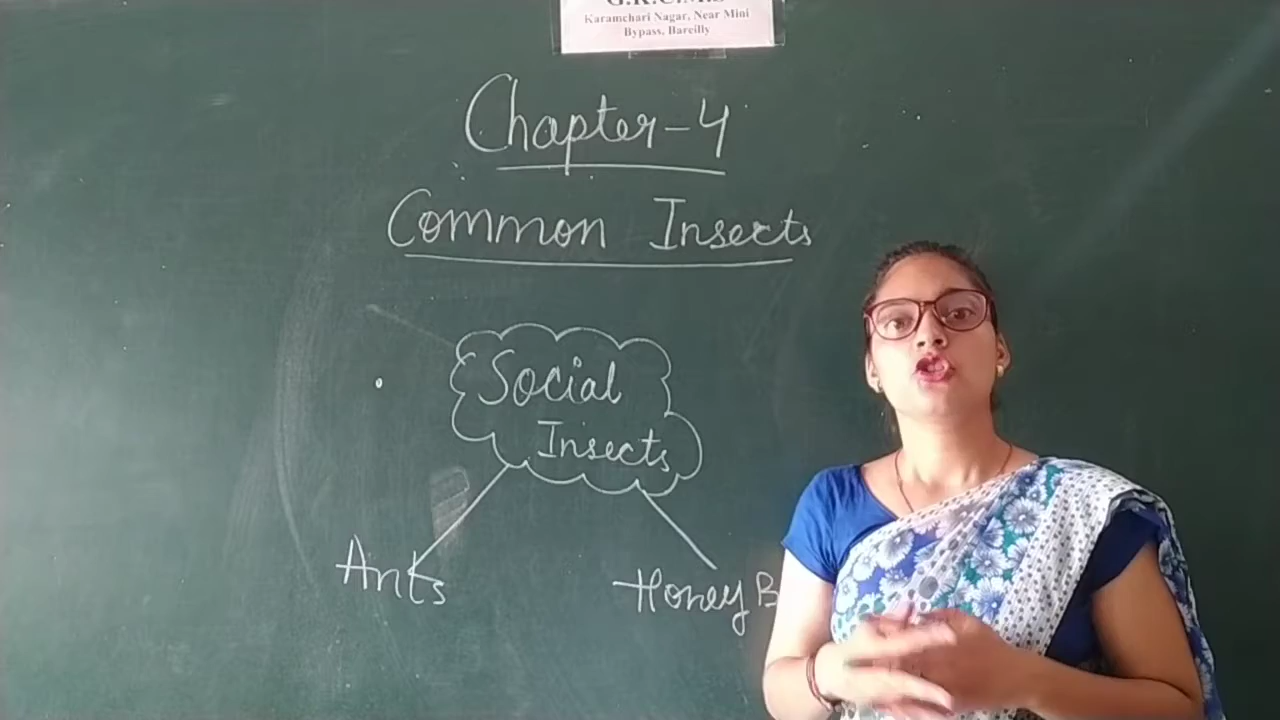 Karamchari Nagar, Near Mini
Bypass, Bareilly
Chapter-4
Common Insects
Social
Insects
Ants
Honey B